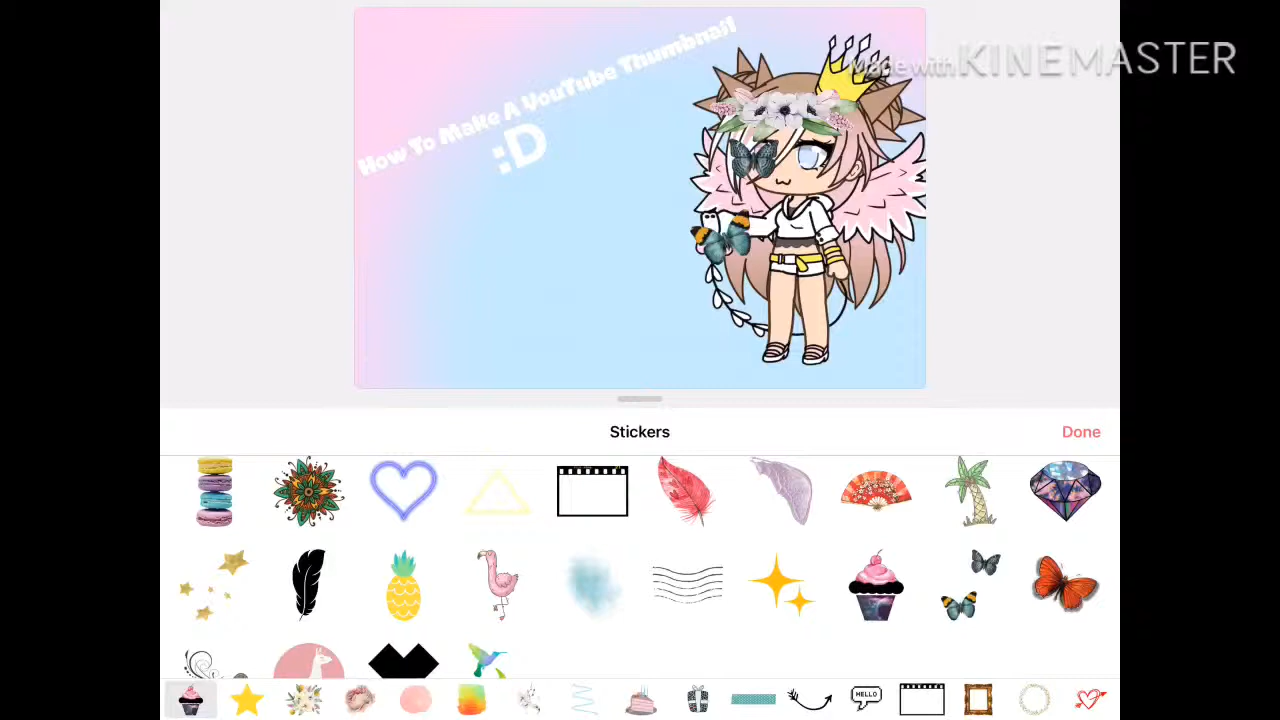 Made with KINEMASTER
How To Make A YouTube Thumbnail
:D
Stickers
Done
HELLO